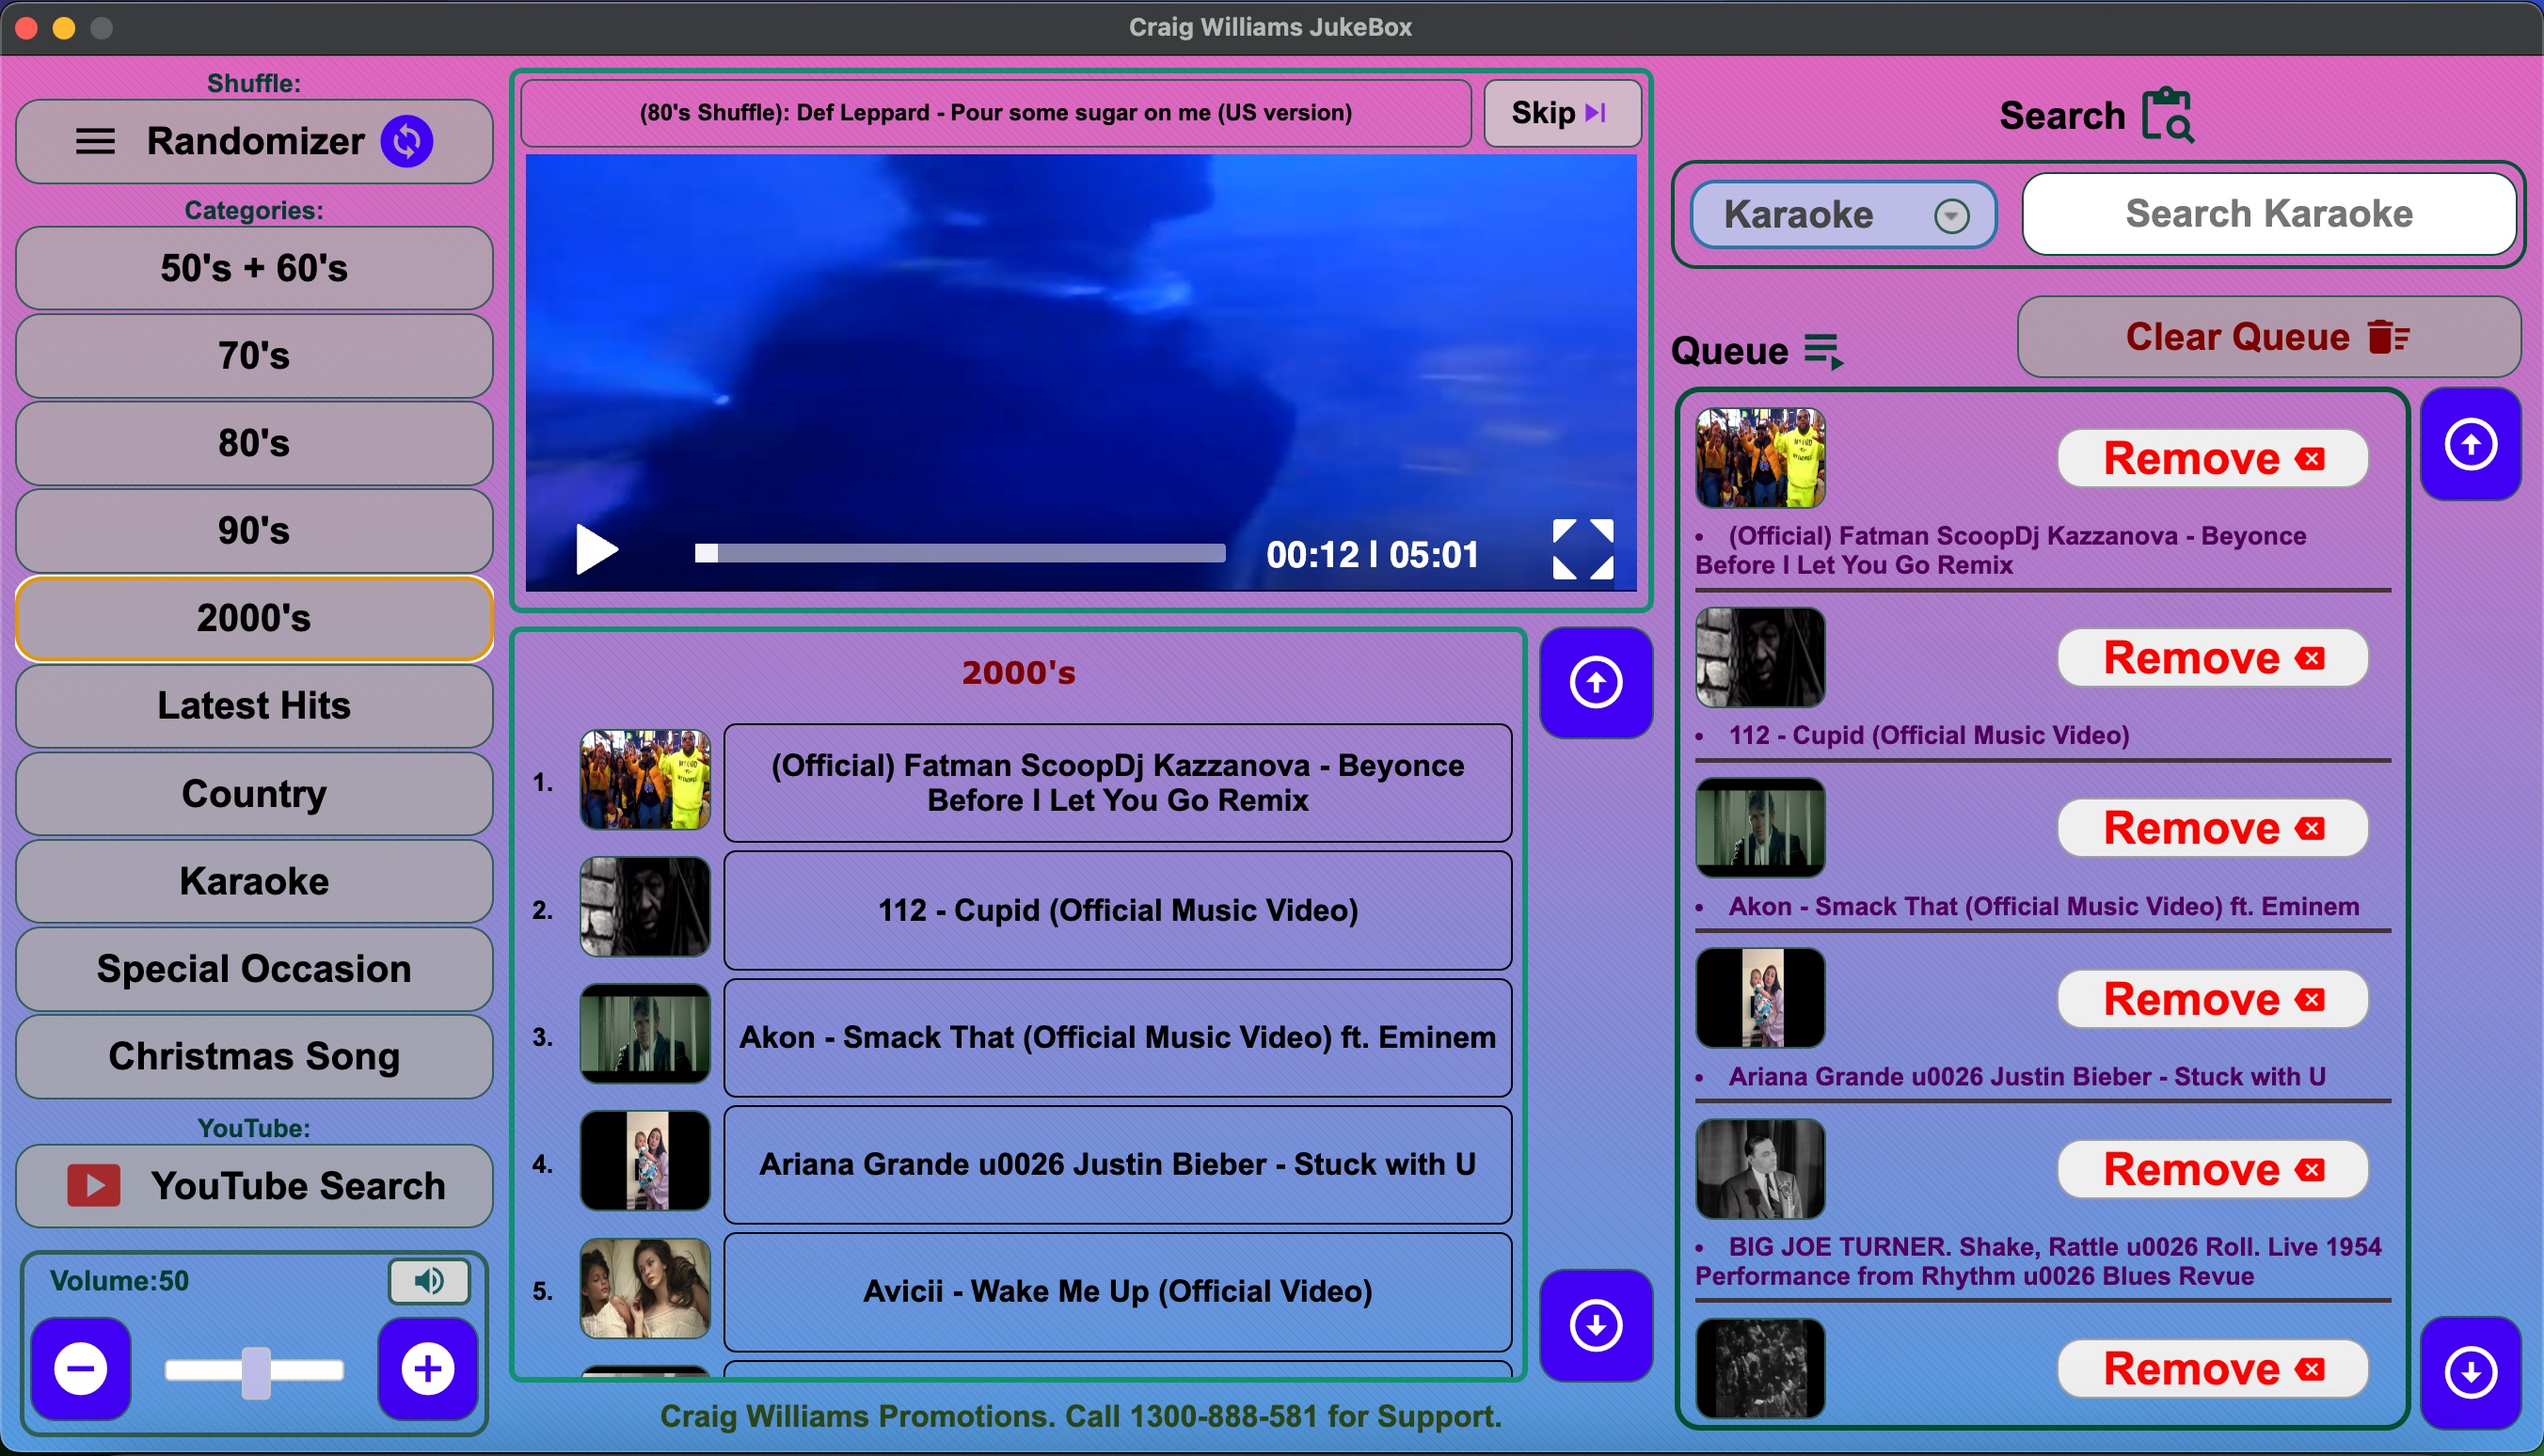 Craig Williams JukeBox
Shuffle:
Randomizer
Categories:
50's + 60's
70's
80's
90's
2000's
Latest Hits
Country
Karaoke
Special Occasion
Christmas Song
YouTube:
YouTube Search
Volume:50
(80's Shuffle): Def Leppard - Pour some sugar on me (US version)
Skip
00:12 | 05:01
2000's
1.
(Official) Fatman ScoopDj Kazzanova - Beyonce
Before I Let You Go Remix
2.
112 - Cupid (Official Music Video)
3.
Akon - Smack That (Official Music Video) ft. Eminem
4.
Ariana Grande u0026 Justin Bieber - Stuck with U
5.
Avicii - Wake Me Up (Official Video)
Craig Williams Promotions. Call 1300-888-581 for Support.
Search
Karaoke
Search Karaoke
Queue
Clear Queue
Remove
• (Official) Fatman ScoopDj Kazzanova - Beyonce
Before I Let You Go Remix
Remove
• 112 - Cupid (Official Music Video)
Remove
• Akon - Smack That (Official Music Video) ft. Eminem
Remove
• Ariana Grande u0026 Justin Bieber - Stuck with U
Remove
• BIG JOE TURNER. Shake, Rattle u0026 Roll. Live 1954
Performance from Rhythm u0026 Blues Revue
Remove